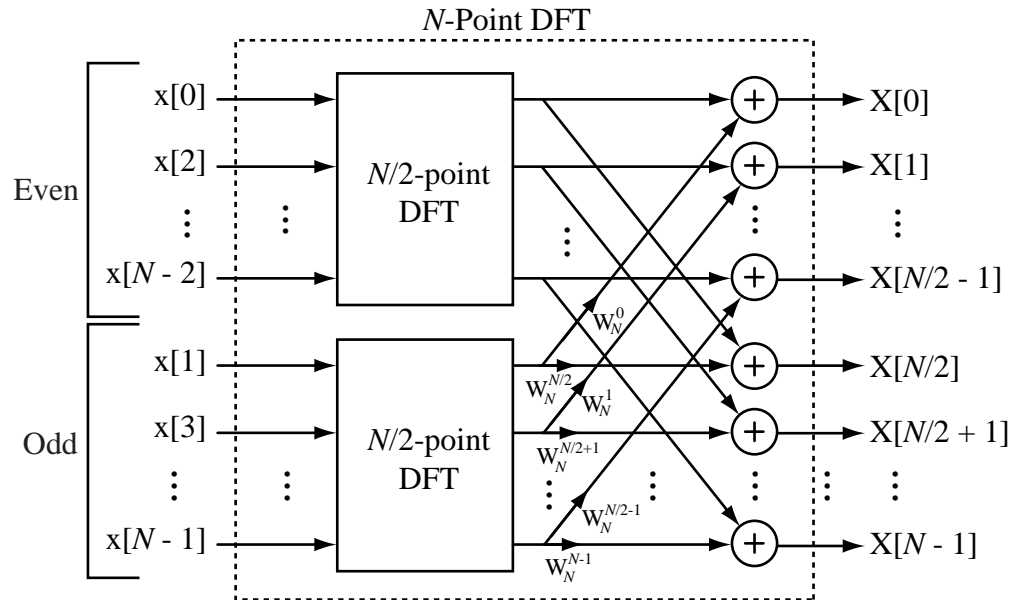 N-Point DFT
Even
x[0]
x[2]
x[N - 2]
N/2-point
DFT
X[0]
X[1]
X[N/2 - 1]
Odd
x[1]
x[3]
x[N - 1]
N/2-point
DFT
W_N^0
W_N^{N/2}
W_N^1
W_N^{N/2+1}
W_N^{N/2-1}
W_N^{N-1}
X[N/2]
X[N/2 + 1]
X[N - 1]